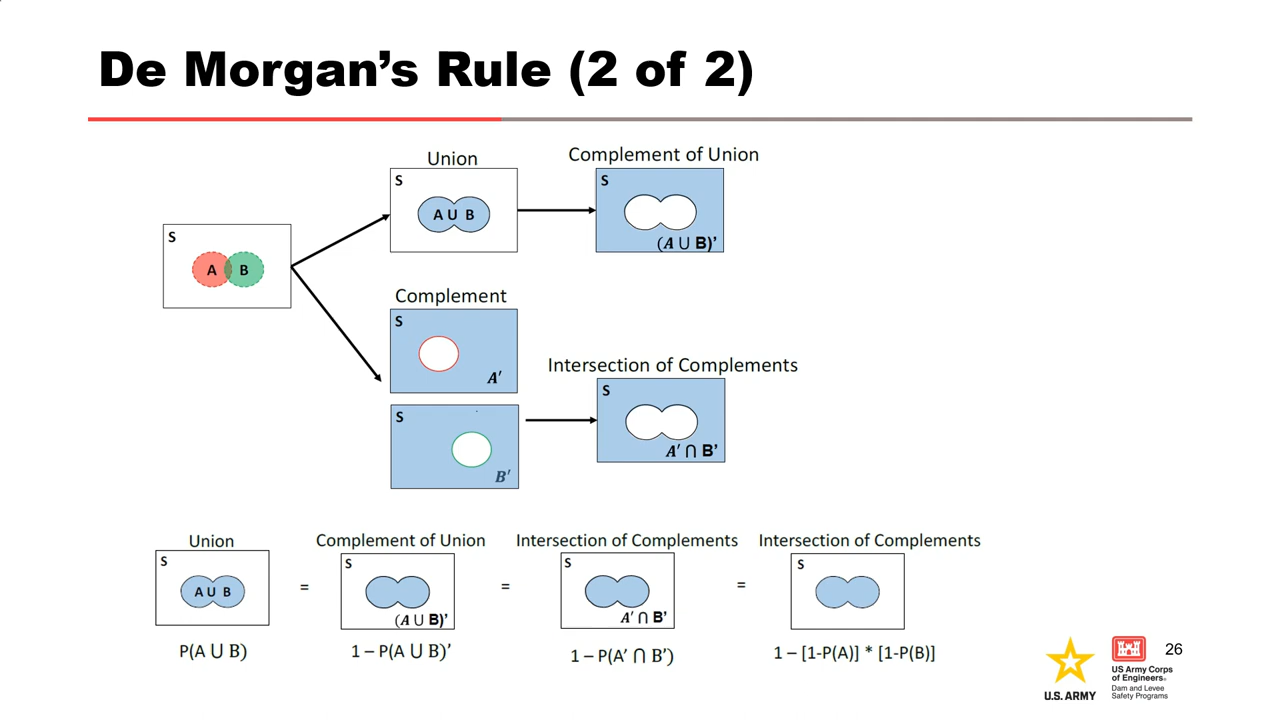 De Morgan’s Rule (2 of 2)
Union
S
A U B
Complement of Union
S
(A ∪ B)’
S
A B
Complement
S
A′
S
B′
Intersection of Complements
S
A′ ∩ B’
Union
S
A U B
P(A ⋃ B)
=
Complement of Union
S
(A ∪ B)’
1 – P(A ⋃ B)’
=
Intersection of Complements
S
A′ ∩ B’
1 – P(A’ ⋂ B’)
=
Intersection of Complements
S
1 – [1-P(A)] * [1-P(B)]
U.S. ARMY
US Army Corps
of Engineers®
Dam and Levee
Safety Programs
26